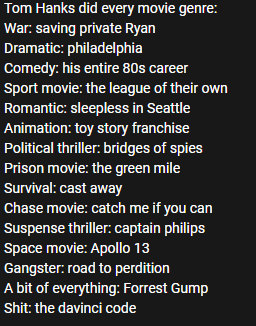 Tom Hanks did every movie genre:
War: saving private Ryan
Dramatic: philadelphia
Comedy: his entire 80s career
Sport movie: the league of their own
Romantic: sleepless in Seattle
Animation: toy story franchise
Political thriller: bridges of spies
Prison movie: the green mile
Survival: cast away
Chase movie: catch me if you can
Suspense thriller: captain philips
Space movie: Apollo 13
Gangster: road to perdition
A bit of everything: Forrest Gump
Shit: the davinci code